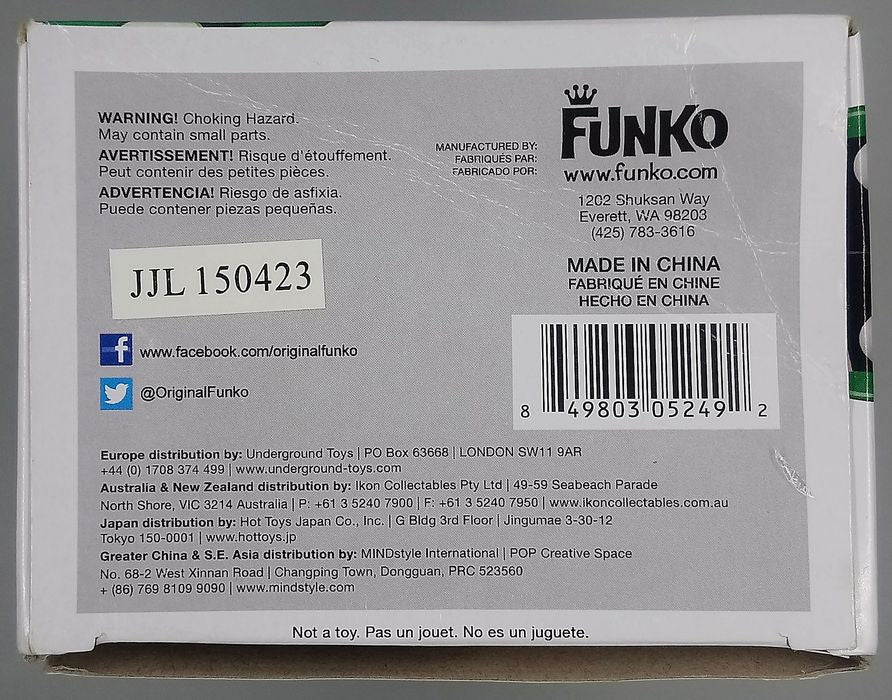 WARNING! Choking Hazard.
May contain small parts.
AVERTISSEMENT! Risque d'étouffement.
Peut contenir des petites pièces.
ADVERTENCIA! Riesgo de asfixia.
Puede contener piezas pequeñas.
MANUFACTURED BY:
FABRIQUÉS PAR:
FABRICADO POR:
FUNKO
www.funko.com
1202 Shuksan Way
Everett, WA 98203
(425) 783-3616
MADE IN CHINA
FABRIQUÉ EN CHINE
HECHO EN CHINA
JJL 150423
f www.facebook.com/originalfunko
@OriginalFunko
8 49803 05249 2
Europe distribution by: Underground Toys | PO Box 63668 | LONDON SW11 9AR
+44 (0) 1708 374 499 | www.underground-toys.com
Australia & New Zealand distribution by: Ikon Collectables Pty Ltd | 49-59 Seabeach Parade
North Shore, VIC 3214 Australia | P: +61 3 5240 7900 | F: +61 3 5240 7950 | www.ikoncollectables.com.au
Japan distribution by: Hot Toys Japan Co., Inc. | G Bldg 3rd Floor | Jingumae 3-30-12
Tokyo 150-0001 | www.hottoys.jp
Greater China & S.E. Asia distribution by: MINDstyle International | POP Creative Space
No. 68-2 West Xinnan Road | Changping Town, Dongguan, PRC 523560
+ (86) 769 8109 9090 | www.mindstyle.com
Not a toy. Pas un jouet. No es un juguete.